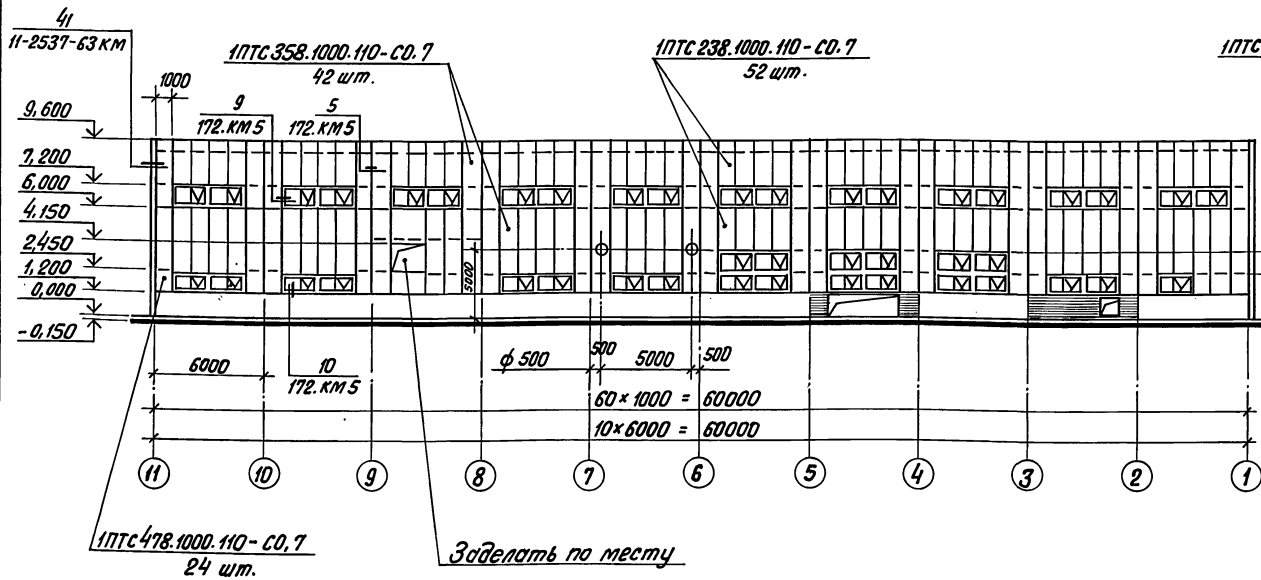 41
11-2537-63 КМ
1ПТС 358.1000.110-С0.7
42 шт.
1ПТС 238.1000.110-С0.7
52 шт.
1ПТС
1000
9
172.КМ5
5
172.КМ5
9,600
7,200
6,000
4,150
2,450
1,200
0,000
-0,150
5000
6000
10
172.КМ5
ф 500
500
5000
500
60×1000 = 60000
10×6000 = 60000
11 10 9 8 7 6 5 4 3 2 1
1ПТС 478.1000.110-С0,7
24 шт.
Заделать по месту